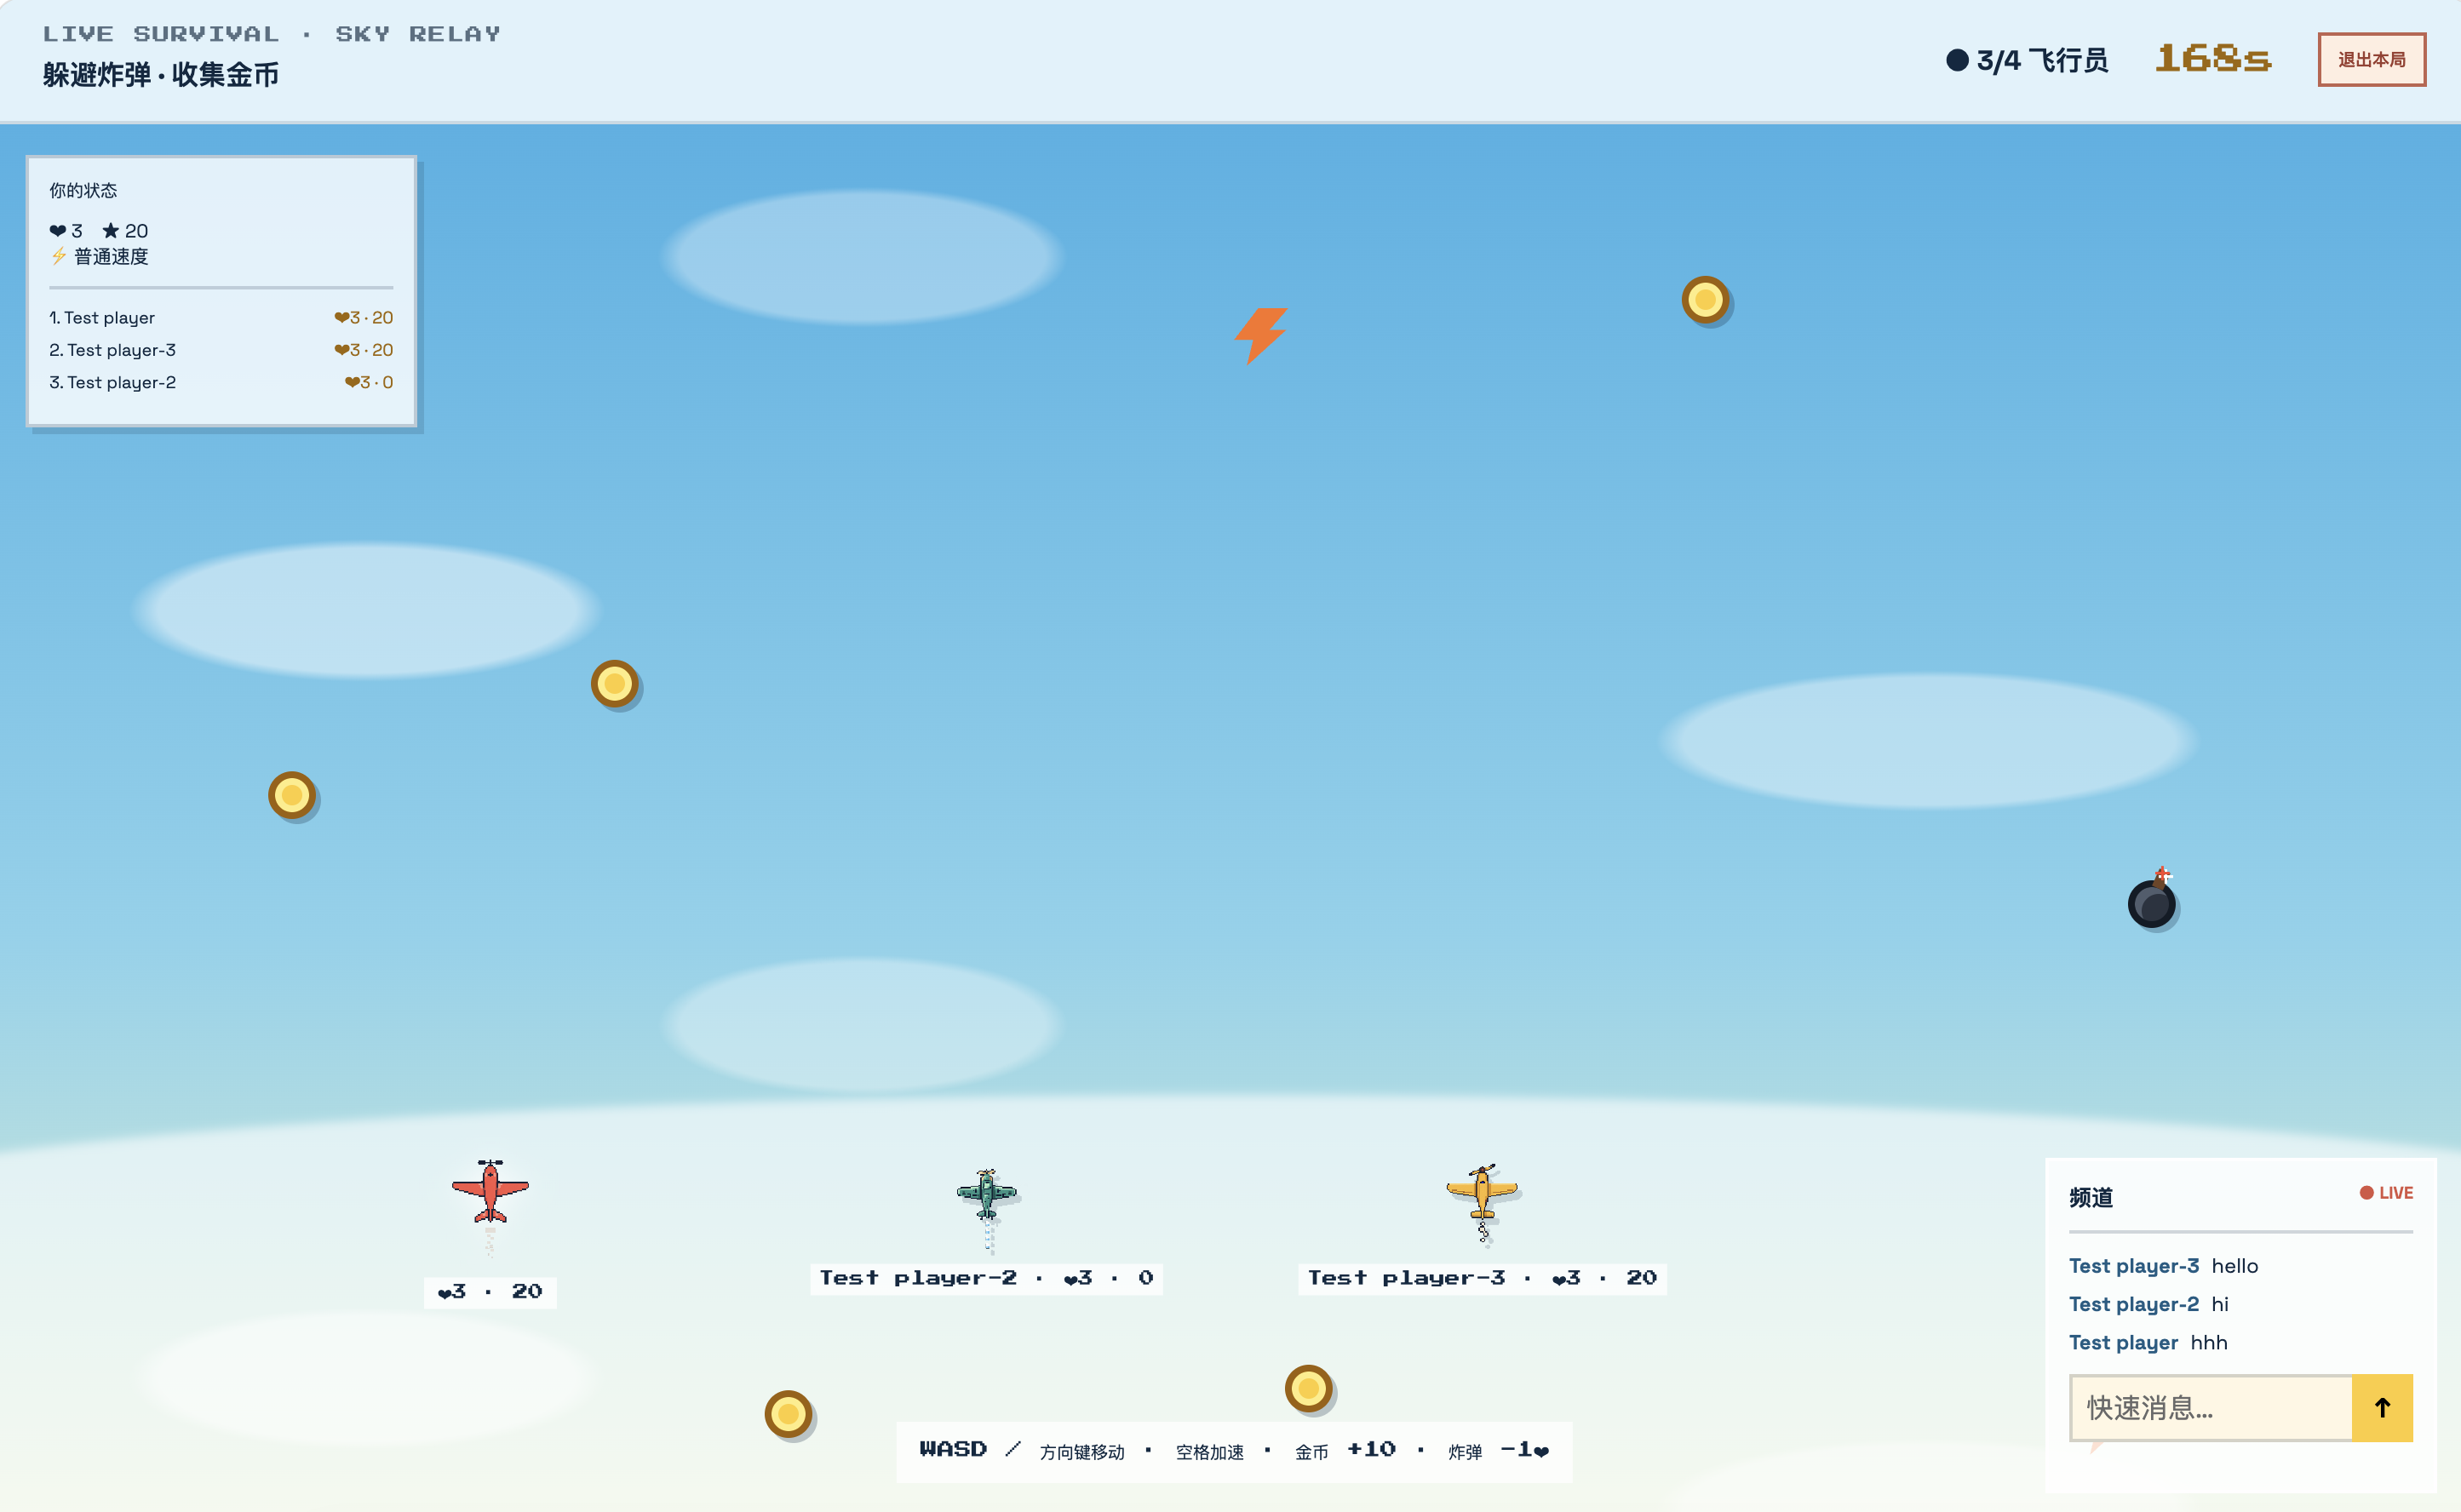 LIVE SURVIVAL · SKY RELAY
躲避炸弹·收集金币
● 3/4 飞行员
168s
退出本局
你的状态
❤ 3 ★ 20
⚡ 普通速度
1. Test player ❤3 · 20
2. Test player-3 ❤3 · 20
3. Test player-2 ❤3 · 0
❤3 · 20
Test player-2 · ❤3 · 0
Test player-3 · ❤3 · 20
频道
● LIVE
Test player-3 hello
Test player-2 hi
Test player hhh
快速消息...
↑
WASD / 方向键移动 · 空格加速 · 金币 +10 · 炸弹 -1❤